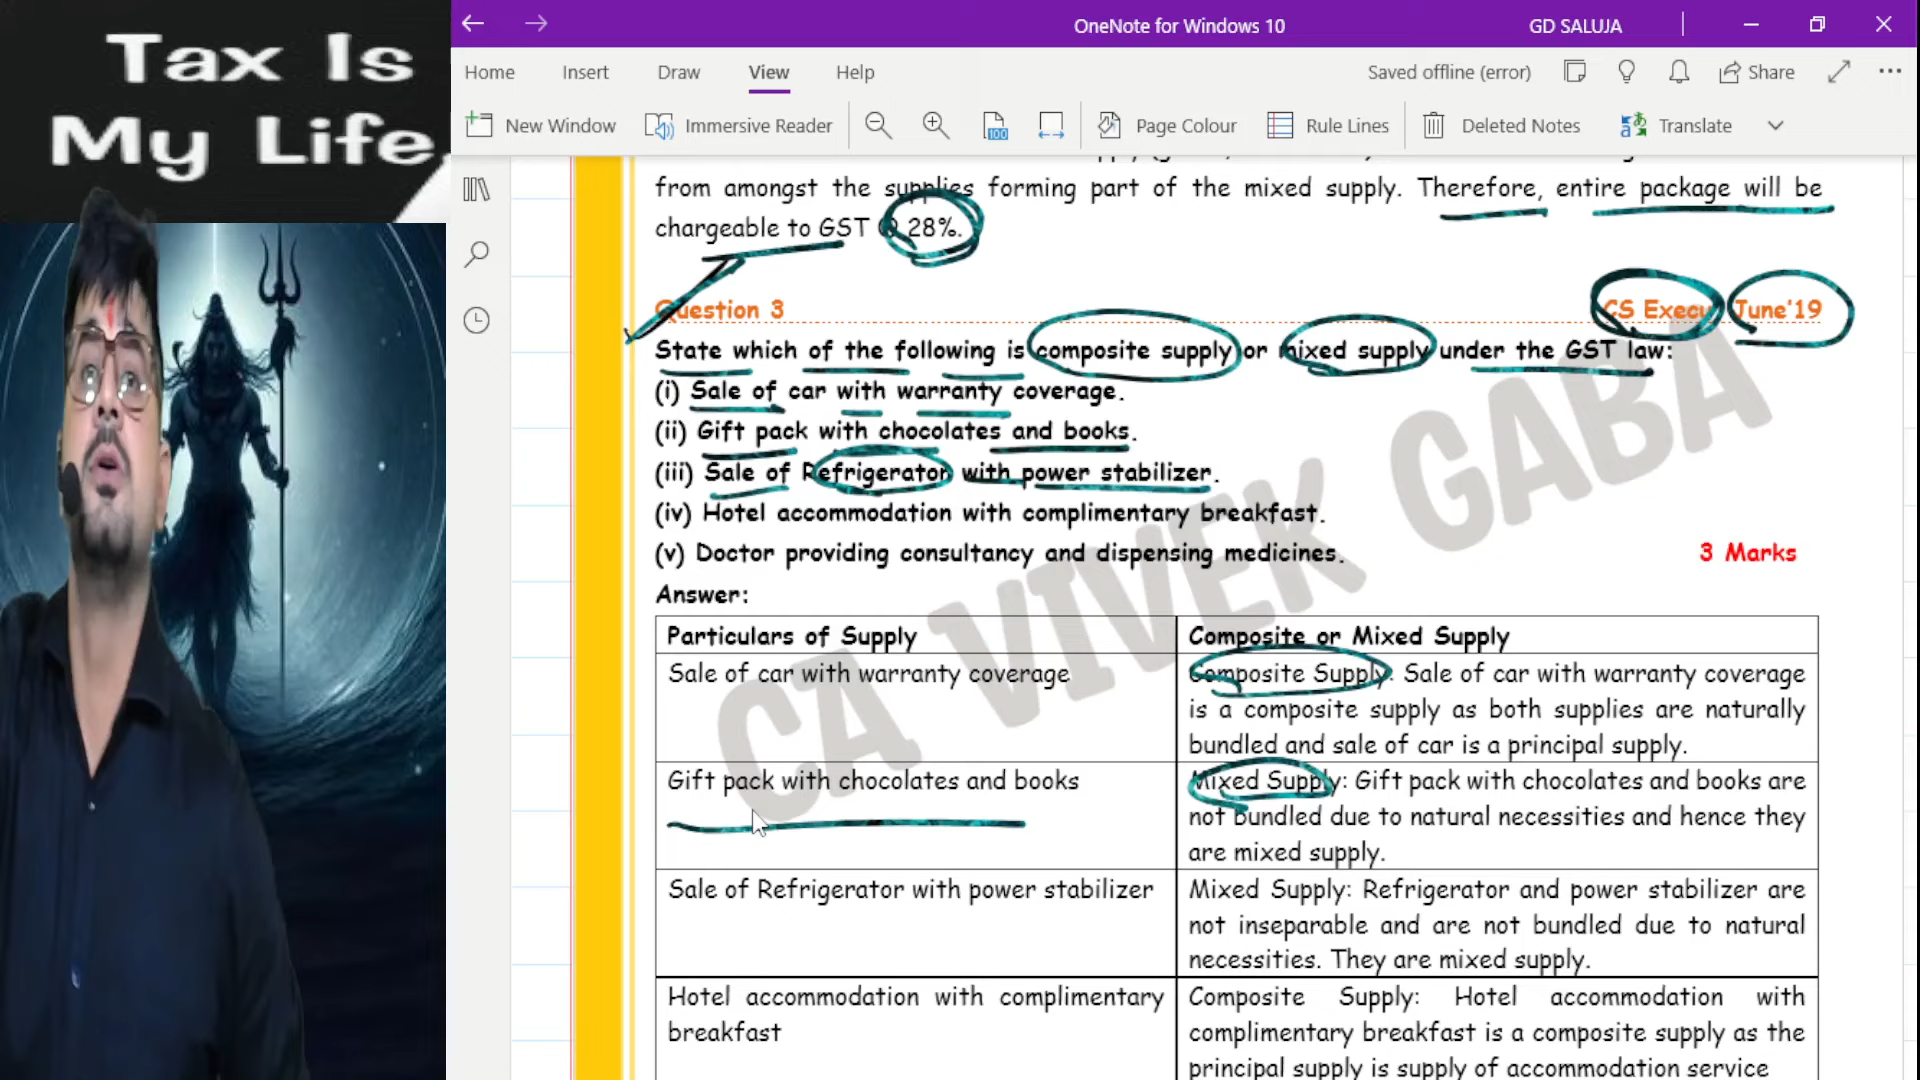 Tax Is
My Life,
OneNote for Windows 10
GD SALUJA
Home Insert Draw View Help
Saved offline (error) Share
New Window Immersive Reader 100 Page Colour Rule Lines Deleted Notes Translate
from amongst the supplies forming part of the mixed supply. Therefore, entire package will be
chargeable to GST @ 28%.
Question 3 CS Execu June'19
State which of the following is composite supply or mixed supply under the GST law:
(i) Sale of car with warranty coverage.
(ii) Gift pack with chocolates and books.
(iii) Sale of Refrigerator with power stabilizer.
(iv) Hotel accommodation with complimentary breakfast.
(v) Doctor providing consultancy and dispensing medicines. 3 Marks
Answer:
Particulars of Supply
Composite or Mixed Supply
Sale of car with warranty coverage
Composite Supply: Sale of car with warranty coverage
is a composite supply as both supplies are naturally
bundled and sale of car is a principal supply.
Gift pack with chocolates and books
Mixed Supply: Gift pack with chocolates and books are
not bundled due to natural necessities and hence they
are mixed supply.
Sale of Refrigerator with power stabilizer
Mixed Supply: Refrigerator and power stabilizer are
not inseparable and are not bundled due to natural
necessities. They are mixed supply.
Hotel accommodation with complimentary
breakfast
Composite Supply: Hotel accommodation with
complimentary breakfast is a composite supply as the
principal supply is supply of accommodation service
CA VIVEK GABA